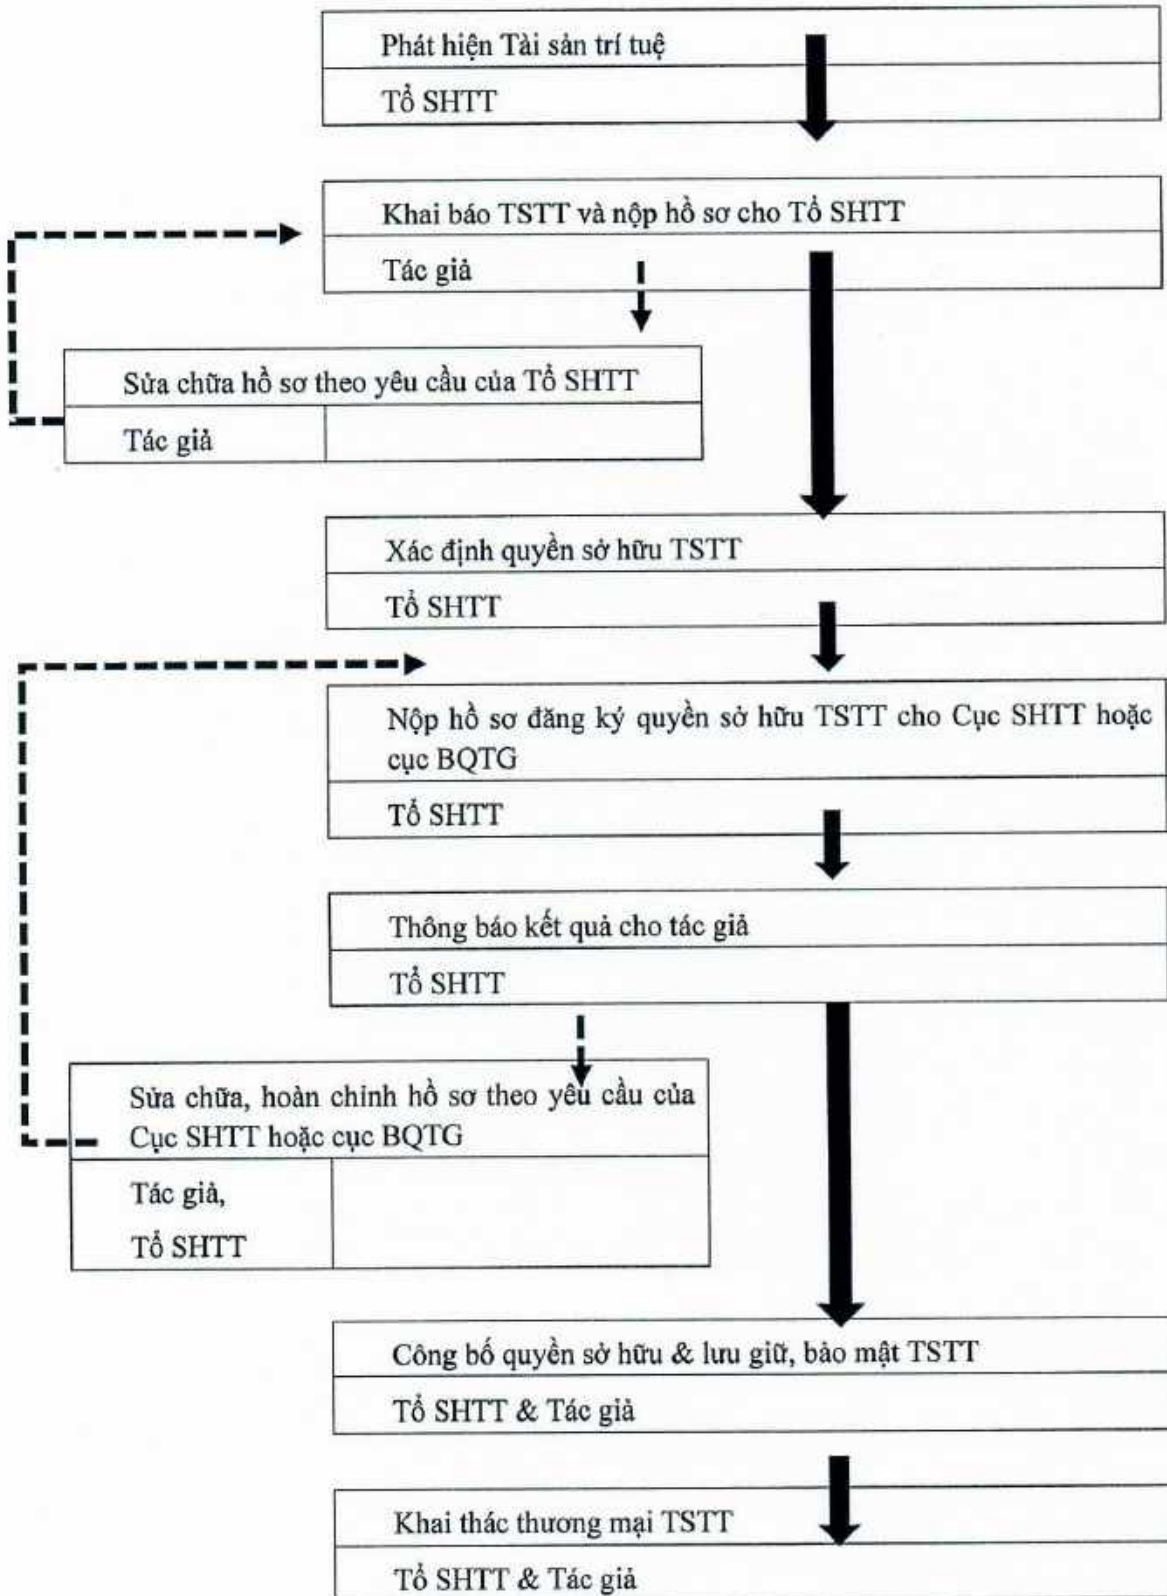 Phát hiện Tài sản trí tuệ
Tổ SHTT
Khai báo TSTT và nộp hồ sơ cho Tổ SHTT
Tác giả
Sửa chữa hồ sơ theo yêu cầu của Tổ SHTT
Tác giả
Xác định quyền sở hữu TSTT
Tổ SHTT
Nộp hồ sơ đăng ký quyền sở hữu TSTT cho Cục SHTT hoặc
cục BQTG
Tổ SHTT
Thông báo kết quả cho tác giả
Tổ SHTT
Sửa chữa, hoàn chỉnh hồ sơ theo yêu cầu của
Cục SHTT hoặc cục BQTG
Tác giả,
Tổ SHTT
Công bố quyền sở hữu & lưu giữ, bảo mật TSTT
Tổ SHTT & Tác giả
Khai thác thương mại TSTT
Tổ SHTT & Tác giả